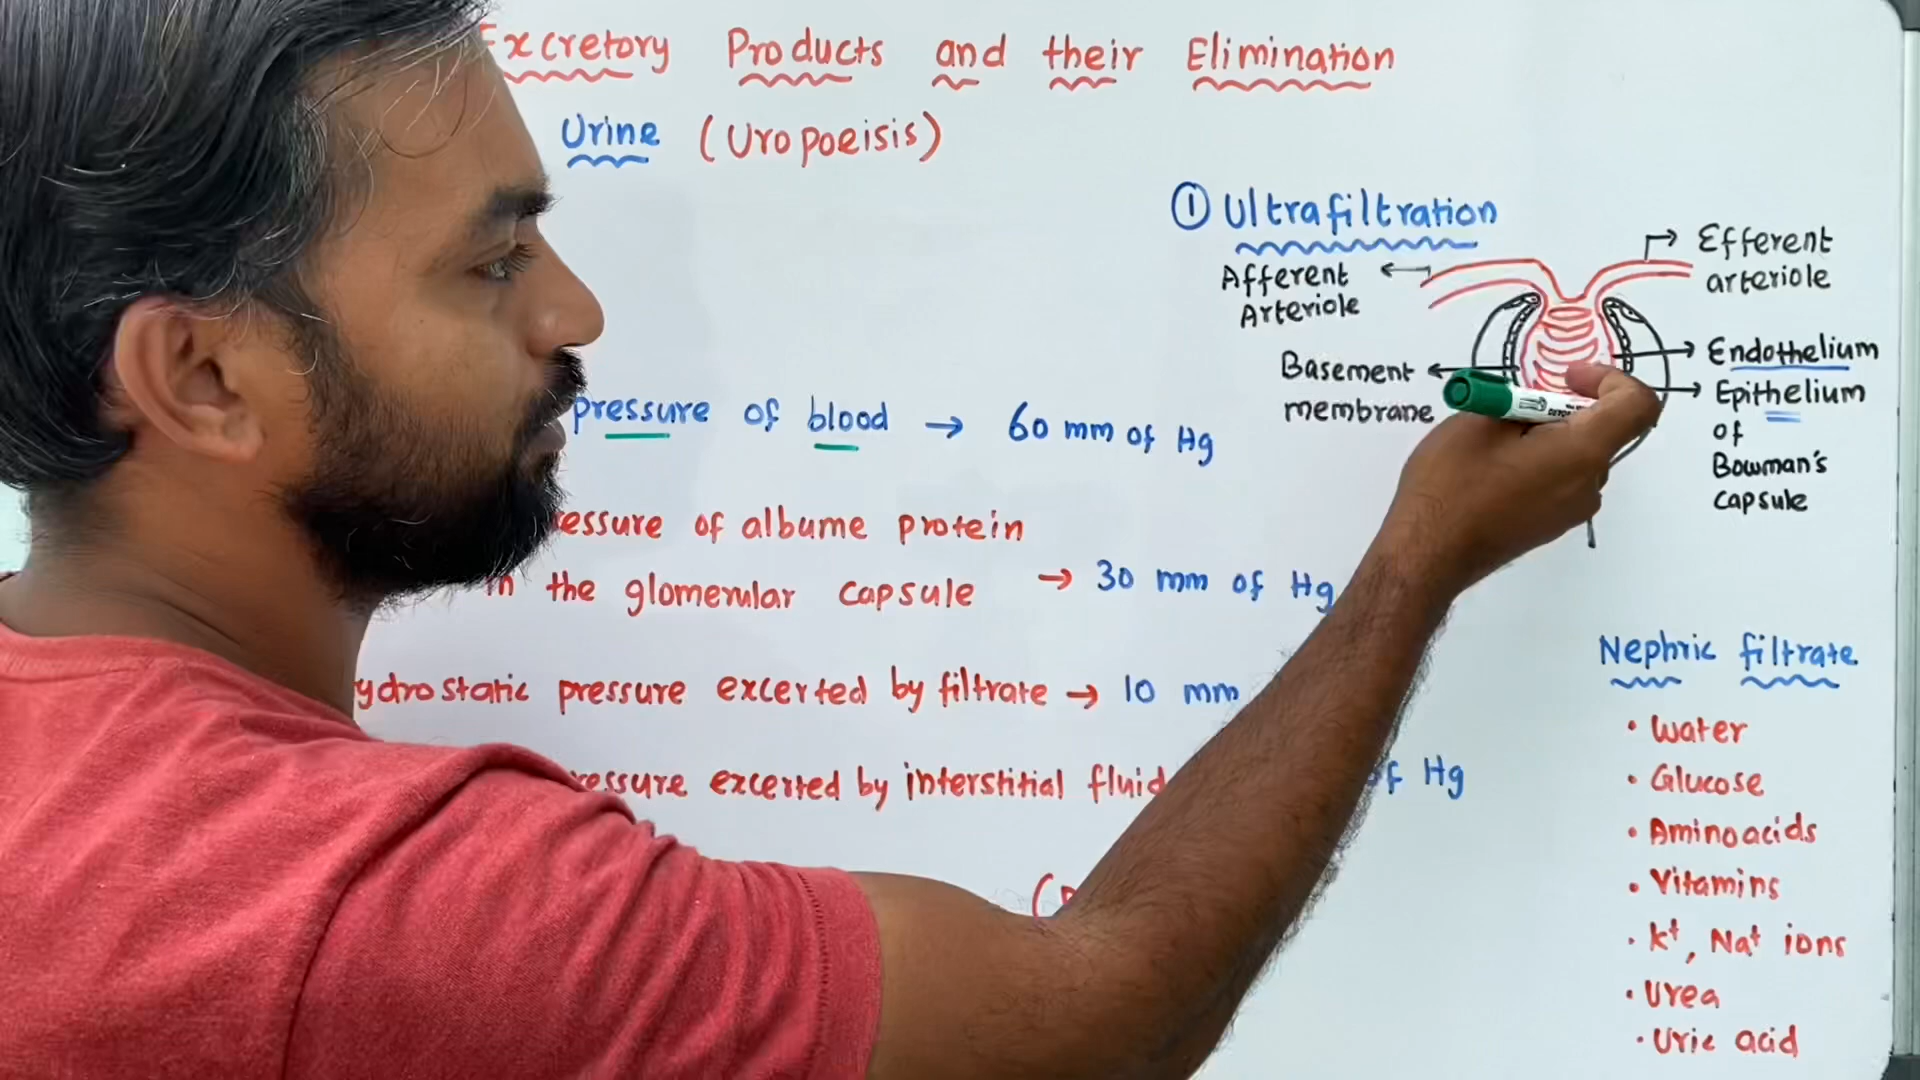 Excretory Products and their Elimination
Urine (Uropoeisis)
① Ultrafiltration
Afferent
Arteriole
Efferent
arteriole
Basement
membrane
Endothelium
Epithelium
of
Bowman's
capsule
pressure of blood → 60 mm of Hg
essure of albume protein
in the glomerular capsule → 30 mm of Hg
ydrostatic pressure excerted by filtrate → 10 mm
ressure excerted by interstitial fluid of Hg
Nephric filtrate
• Water
• Glucose
• Aminoacids
• Vitamins
• K⁺, Na⁺ ions
• Urea
• Uric acid